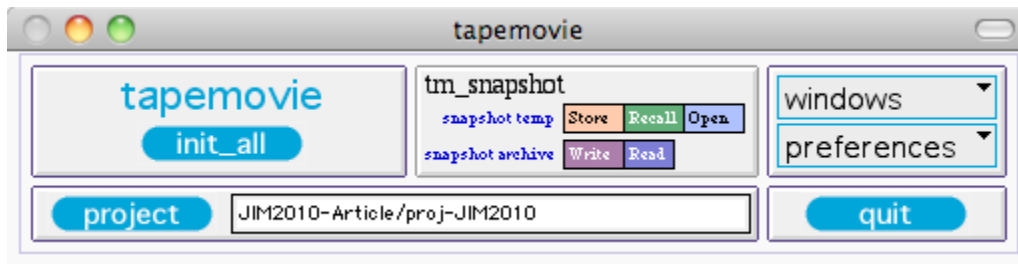 tapemovie
tapemovie
init_all
tm_snapshot
snapshot temp Store Recall Open
snapshot archive Write Read
windows
preferences
project JIM2010-Article/proj-JIM2010
quit